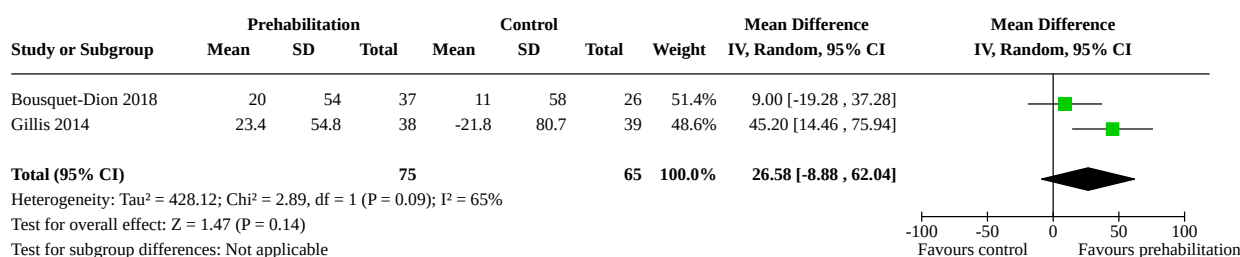 Prehabilitation Control Mean Difference Mean Difference
Study or Subgroup Mean SD Total Mean SD Total Weight IV, Random, 95% CI IV, Random, 95% CI
Bousquet-Dion 2018 20 54 37 11 58 26 51.4% 9.00 [-19.28 , 37.28]
Gillis 2014 23.4 54.8 38 -21.8 80.7 39 48.6% 45.20 [14.46 , 75.94]
Total (95% CI) 75 65 100.0% 26.58 [-8.88 , 62.04]
Heterogeneity: Tau² = 428.12; Chi² = 2.89, df = 1 (P = 0.09); I² = 65%
Test for overall effect: Z = 1.47 (P = 0.14)
-100 -50 0 50 100
Test for subgroup differences: Not applicable Favours control Favours prehabilitation